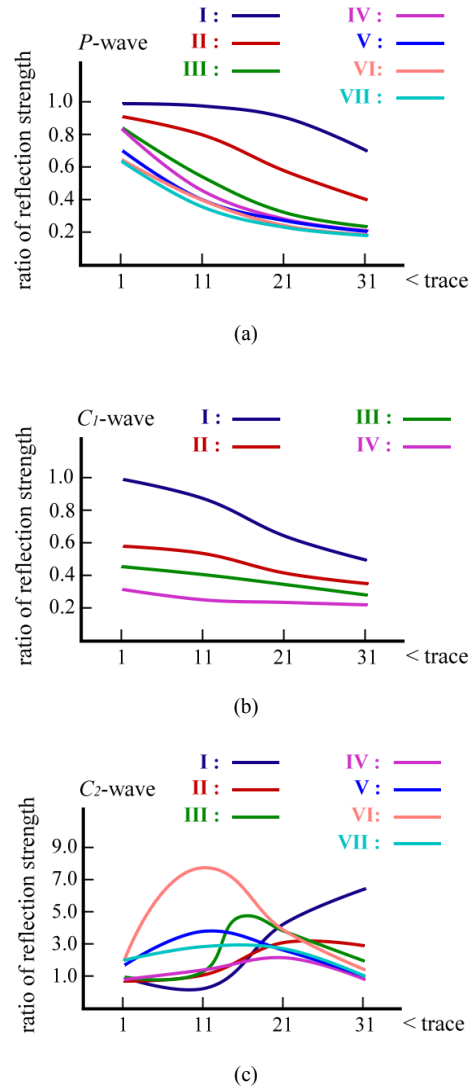 P-wave
I :
II :
III :
IV :
V :
VI :
VII :
ratio of reflection strength
1.0
0.8
0.6
0.4
0.2
1 11 21 31 < trace
(a)
C1-wave
I :
II :
III :
IV :
ratio of reflection strength
1.0
0.8
0.6
0.4
0.2
1 11 21 31 < trace
(b)
C2-wave
I :
II :
III :
IV :
V :
VI :
VII :
ratio of reflection strength
9.0
7.0
5.0
3.0
1.0
1 11 21 31 < trace
(c)